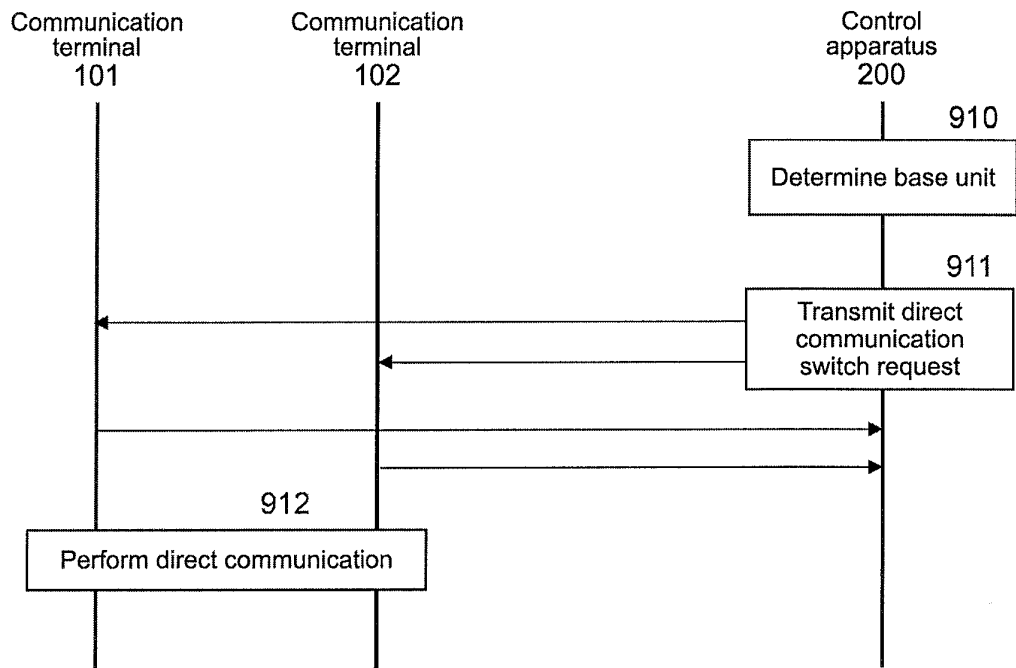 Communication
terminal
101
Communication
terminal
102
Control
apparatus
200
910
Determine base unit
911
Transmit direct
communication
switch request
912
Perform direct communication